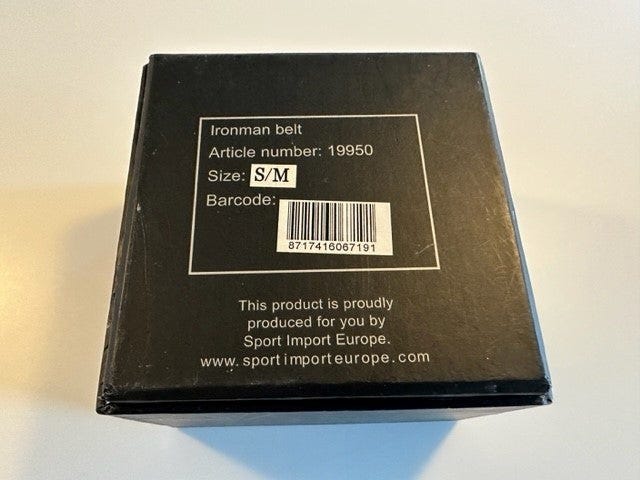 Ironman belt
Article number: 19950
Size: S/M
Barcode:
8717416067191
This product is proudly
produced for you by
Sport Import Europe.
www.sportimporteurope.com